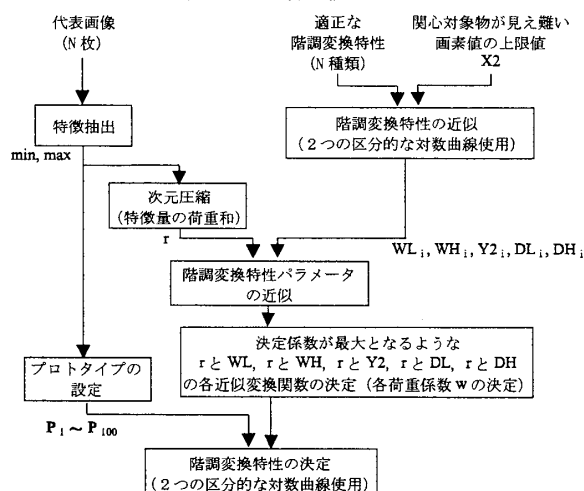 代表画像
(N 枚)
適正な
階調変換特性
(N 種類)
関心対象物が見え難い
画素値の上限値
X2
特徴抽出
階調変換特性の近似
(2つの区分的な対数曲線使用)
min, max
次元圧縮
(特徴量の荷重和)
r
WL i, WH i, Y2 i, DL i, DH i
階調変換特性パラメータ
の近似
決定係数が最大となるような
r と WL, r と WH, r と Y2, r と DL, r と DH
の各近似変換関数の決定 (各荷重係数 w の決定)
プロトタイプの
設定
P 1 ~ P 100
階調変換特性の決定
(2つの区分的な対数曲線使用)